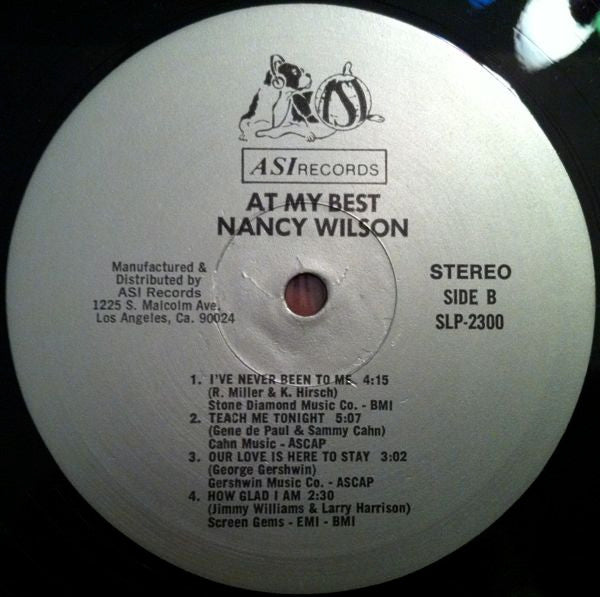 ASI
ASI RECORDS
AT MY BEST
NANCY WILSON
Manufactured &
Distributed by
ASI Records
1225 S. Malcolm Ave.
Los Angeles, Ca. 90024
STEREO
SIDE B
SLP-2300
1. I'VE NEVER BEEN TO ME 4:15
(R. Miller & K. Hirsch)
Stone Diamond Music Co. - BMI
2. TEACH ME TONIGHT 5:07
(Gene de Paul & Sammy Cahn)
Cahn Music - ASCAP
3. OUR LOVE IS HERE TO STAY 3:02
(George Gershwin)
Gershwin Music Co. - ASCAP
4. HOW GLAD I AM 2:30
(Jimmy Williams & Larry Harrison)
Screen Gems - EMI - BMI